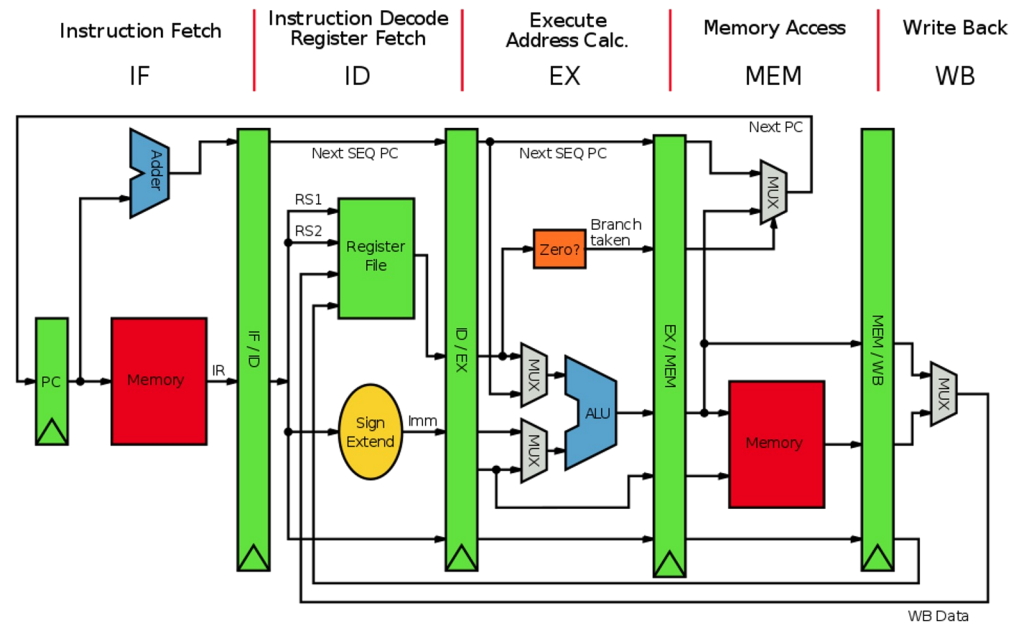 Instruction Fetch
Instruction Decode
Register Fetch
Execute
Address Calc.
Memory Access
Write Back
IF
ID
EX
MEM
WB
Next PC
Adder
Next SEQ PC
Next SEQ PC
MUX
RS1
RS2
Register
File
Branch
taken
Zero?
IF / ID
ID / EX
EX / MEM
MEM / WB
PC
Memory
IR
Sign
Extend
Imm
MUX
MUX
ALU
Memory
MUX
WB Data